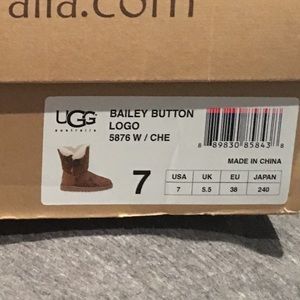 alia.com
UGG
australia
BAILEY BUTTON
LOGO
5876 W / CHE
8 89830 85843 8
MADE IN CHINA
7
USA UK EU JAPAN
7 5.5 38 240